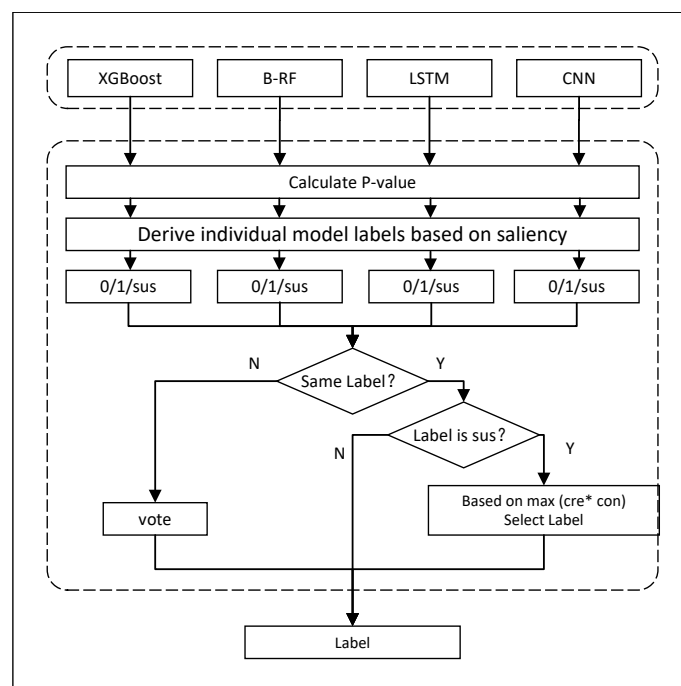 XGBoost
B-RF
LSTM
CNN
Calculate P-value
Derive individual model labels based on saliency
0/1/sus
0/1/sus
0/1/sus
0/1/sus
Same Label?
N
Y
Label is sus?
N
Y
vote
Based on max (cre* con)
Select Label
Label